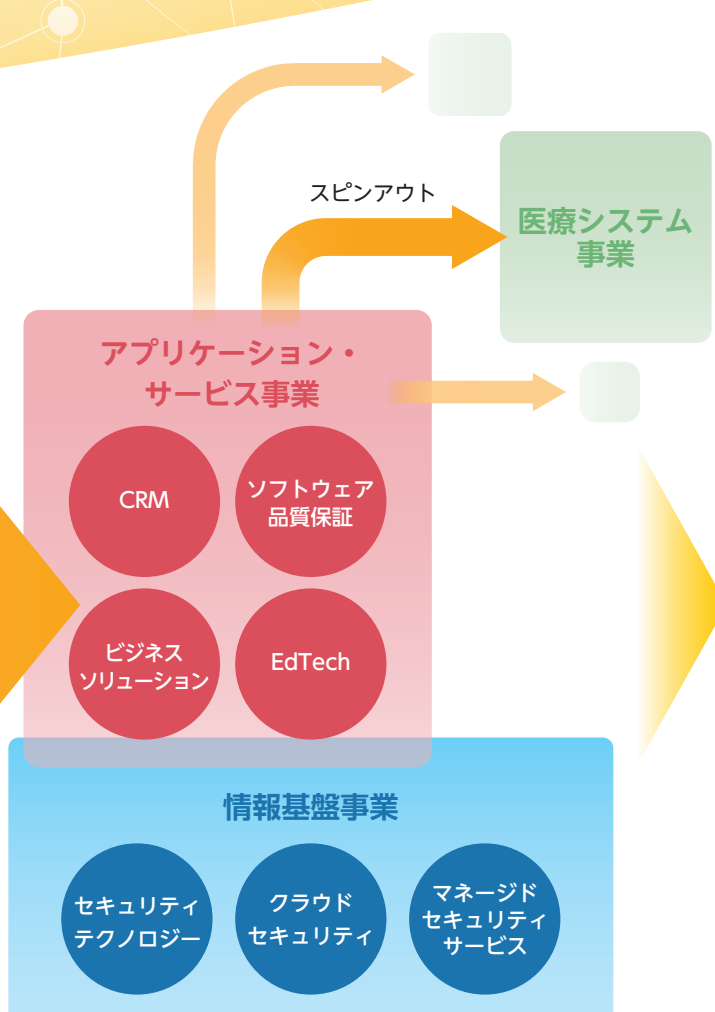 スピンアウト
医療システム
事業
アプリケーション・
サービス事業
CRM
ソフトウェア
品質保証
ビジネス
ソリューション
EdTech
情報基盤事業
セキュリティ
テクノロジー
クラウド
セキュリティ
マネージド
セキュリティ
サービス